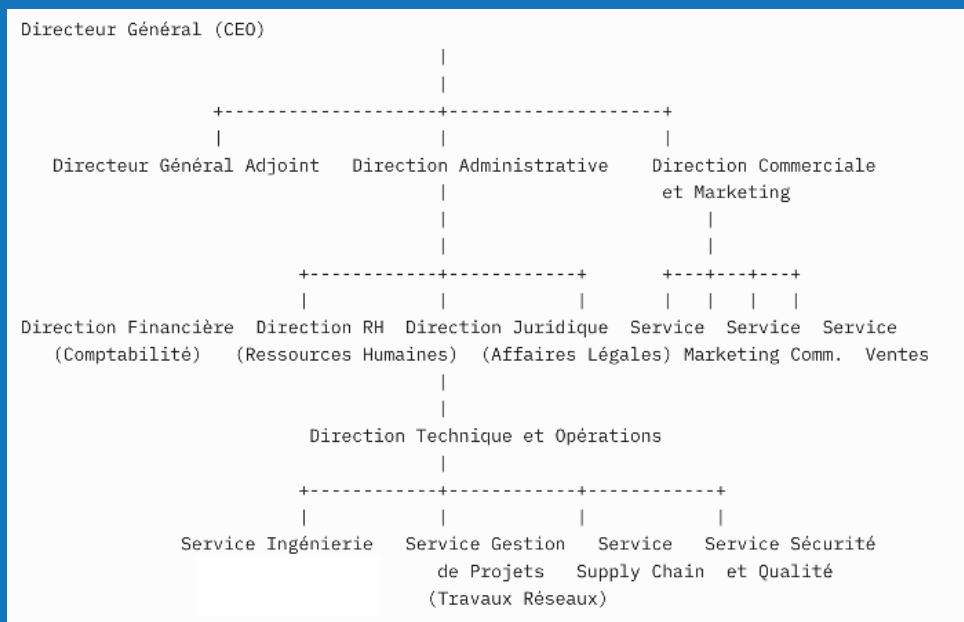 Directeur Général (CEO)
Directeur Général Adjoint Direction Administrative Direction Commerciale
et Marketing
Direction Financière Direction RH Direction Juridique Service Service Service
(Comptabilité) (Ressources Humaines) (Affaires Légales) Marketing Comm. Ventes
Direction Technique et Opérations
Service Ingénierie Service Gestion Service Service Sécurité
de Projets Supply Chain et Qualité
(Travaux Réseaux)